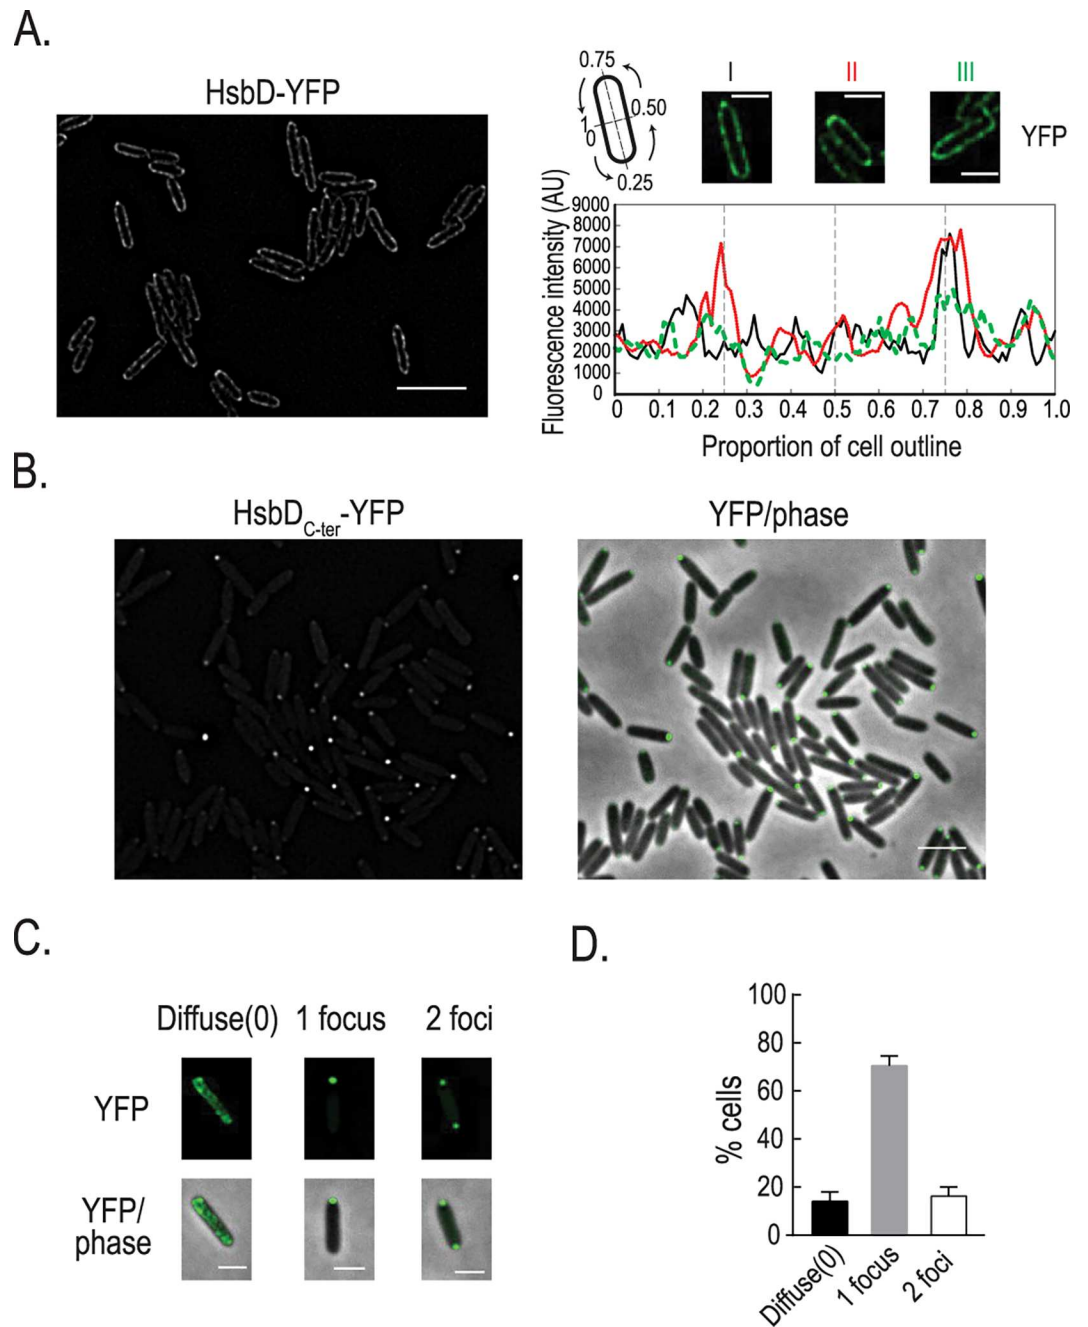 A.
HsbD-YFP
0.75
0.50
1
0
0.25
I
II
III
YFP
Fluorescence intensity (AU)
9000
8000
7000
6000
5000
4000
3000
2000
1000
0
0 0.1 0.2 0.3 0.4 0.5 0.6 0.7 0.8 0.9 1.0
Proportion of cell outline
B.
HsbDC-ter-YFP
YFP/phase
C.
Diffuse(0) 1 focus 2 foci
YFP
YFP/
phase
D.
% cells
100
80
60
40
20
0
Diffuse(0)
1 focus
2 foci